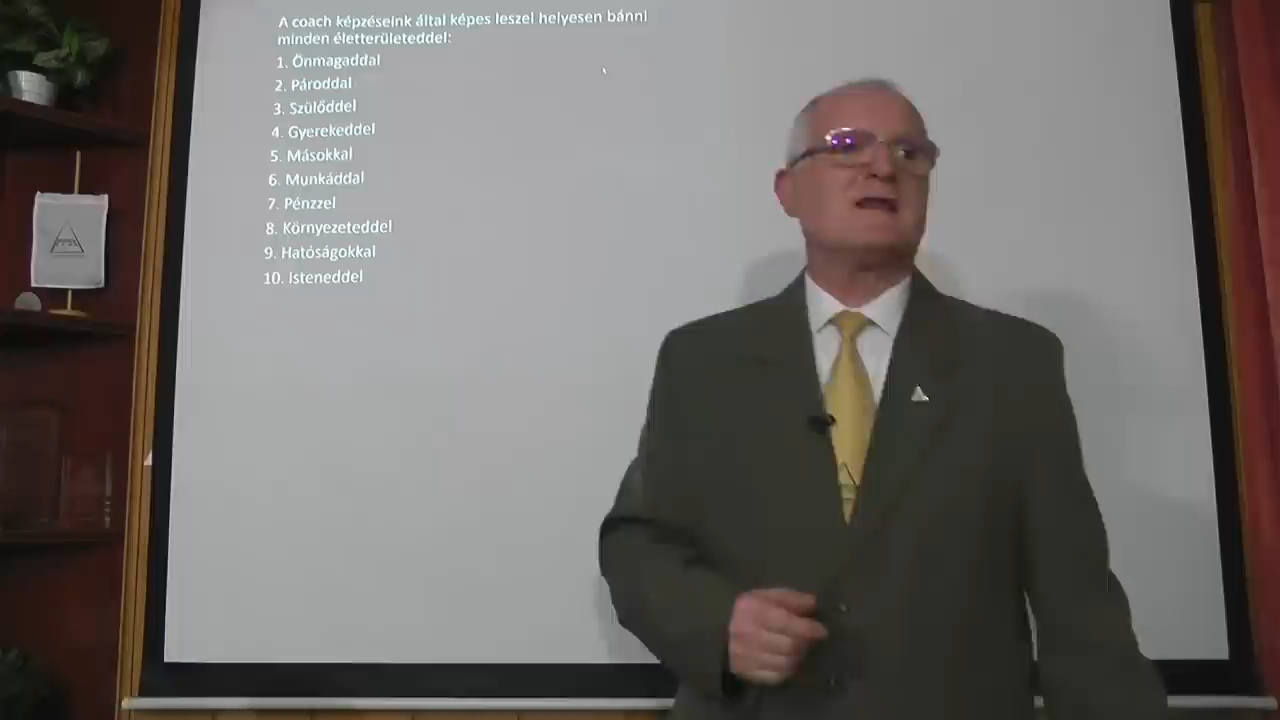 A coach képzéseink által képes leszel helyesen bánni
minden életterületeddel:
1. Önmagaddal
2. Pároddal
3. Szülőddel
4. Gyerekeddel
5. Másokkal
6. Munkáddal
7. Pénzzel
8. Környezeteddel
9. Hatóságokkal
10. Isteneddel